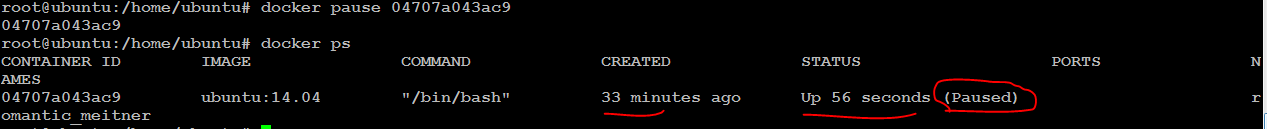 root@ubuntu:/home/ubuntu# docker pause 04707a043ac9
04707a043ac9
root@ubuntu:/home/ubuntu# docker ps
CONTAINER ID        IMAGE               COMMAND             CREATED             STATUS                   PORTS               N
AMES
04707a043ac9        ubuntu:14.04        "/bin/bash"         33 minutes ago      Up 56 seconds (Paused)                       r
omantic_meitner